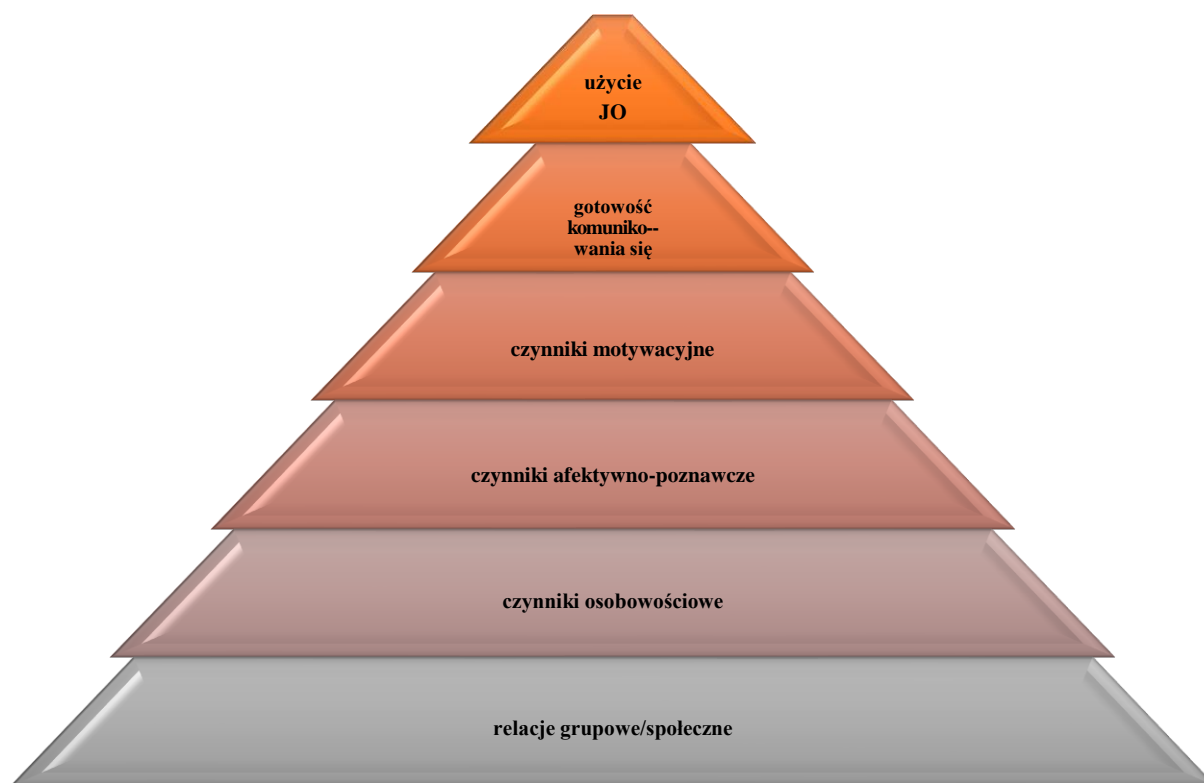 użycie
JO
gotowość
komuniko--
wania się
czynniki motywacyjne
czynniki afektywno-poznawcze
czynniki osobowościowe
relacje grupowe/społeczne